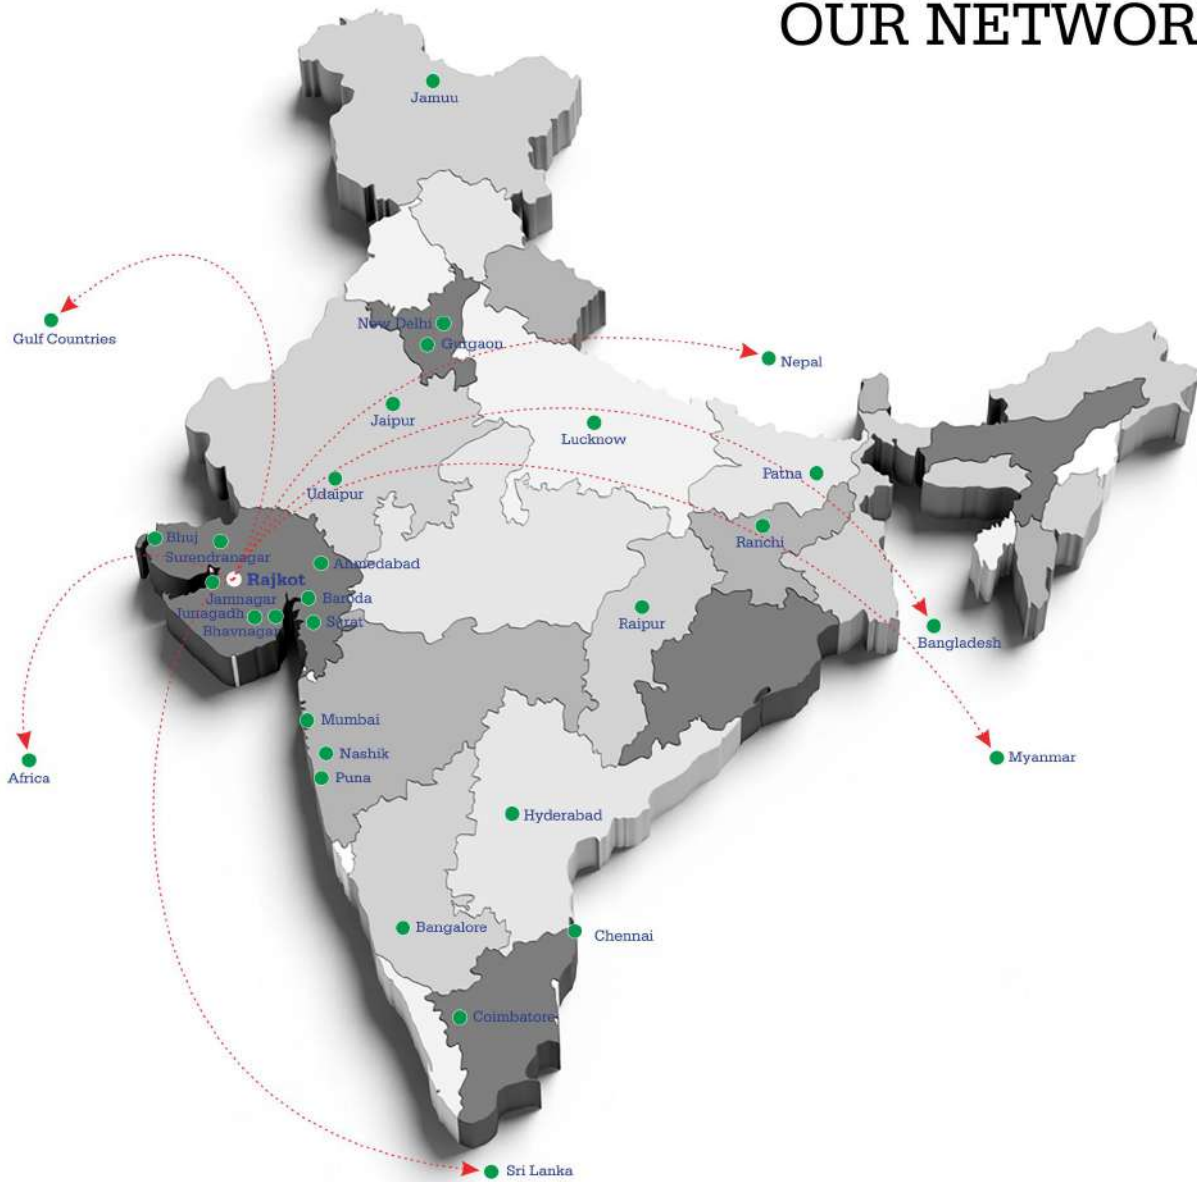 OUR NETWOR
Jamuu
New Delhi
Gulf Countries
Gurgaon
Nepal
Jaipur
Lucknow
Patna
Udaipur
Bhuj
Ranchi
Surendranagar
Ahmedabad
Rajkot
Jamnagar
Baroda
Junagadh
Surat
Raipur
Bhavnagar
Bangladesh
Mumbai
Nashik
Myanmar
Africa
Puna
Hyderabad
Bangalore
Chennai
Coimbatore
Sri Lanka